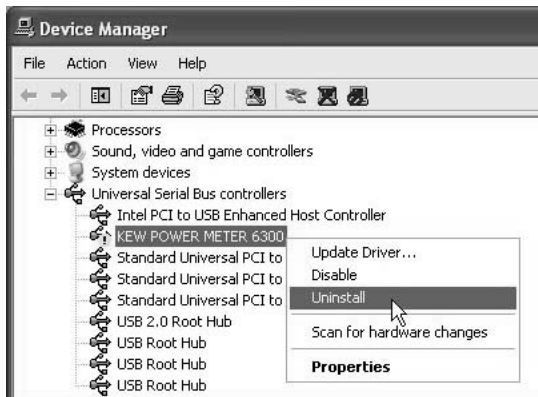 Device Manager
File Action View Help
Processors
Sound, video and game controllers
System devices
Universal Serial Bus controllers
Intel PCI to USB Enhanced Host Controller
KEW POWER METER 6300
Standard Universal PCI to
Standard Universal PCI to
Standard Universal PCI to
USB 2.0 Root Hub
USB Root Hub
USB Root Hub
USB Root Hub
Update Driver...
Disable
Uninstall
Scan for hardware changes
Properties